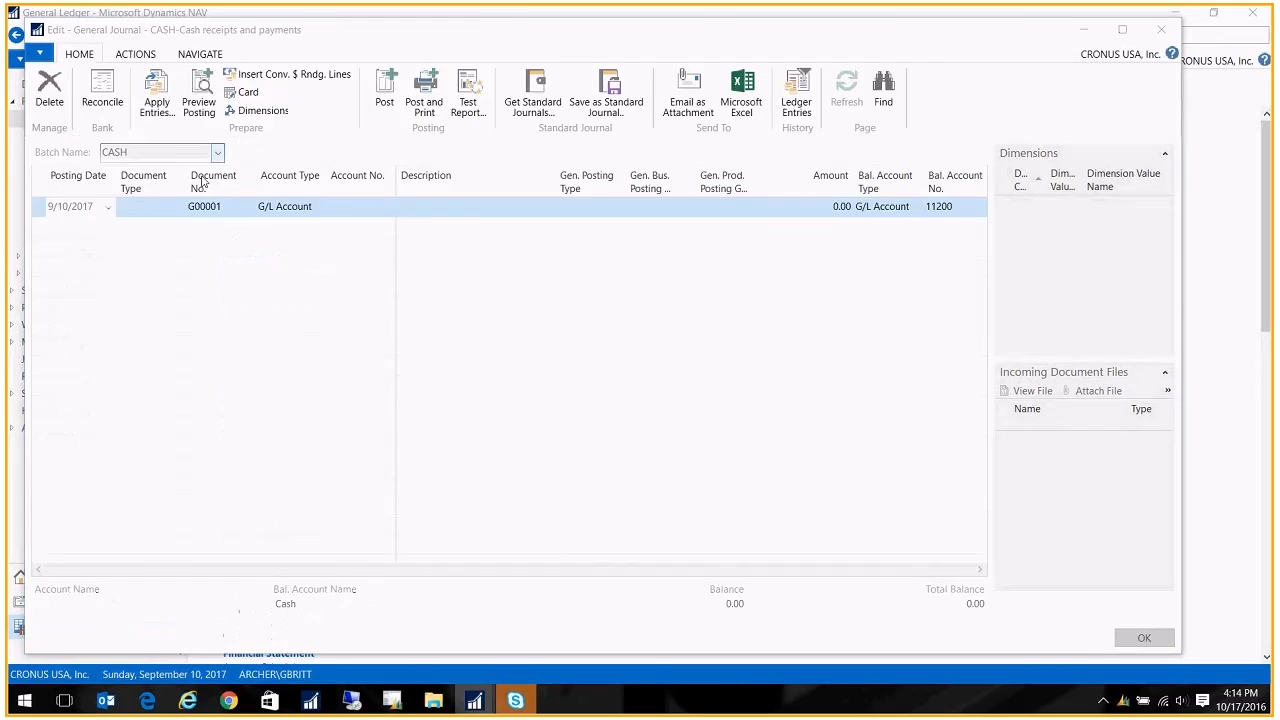 General Ledger - Microsoft Dynamics NAV
Edit - General Journal - CASH-Cash receipts and payments
HOME ACTIONS NAVIGATE CRONUS USA, Inc.
RONUS USA, Inc.
Delete Reconcile Apply Entries... Preview Posting
Insert Conv. $ Rndg. Lines
Card
Dimensions
Post Post and Print Test Report...
Get Standard Journals... Save as Standard Journal...
Email as Attachment Microsoft Excel
Ledger Entries Refresh Find
Manage Bank Prepare Posting Standard Journal Send To History Page
Batch Name: CASH
Posting Date Document Type Document No. Account Type Account No. Description Gen. Posting Type Gen. Bus. Posting ... Gen. Prod. Posting G... Amount Bal. Account Type Bal. Account No.
9/10/2017 G00001 G/L Account 0.00 G/L Account 11200
Dimensions
D... C... Dim... Valu... Dimension Value Name
Incoming Document Files
View File Attach File »
Name Type
Account Name Bal. Account Name Balance Total Balance
Cash 0.00 0.00
OK
Financial Statement
CRONUS USA, Inc. Sunday, September 10, 2017 ARCHER\GBRITT
4:14 PM
10/17/2016